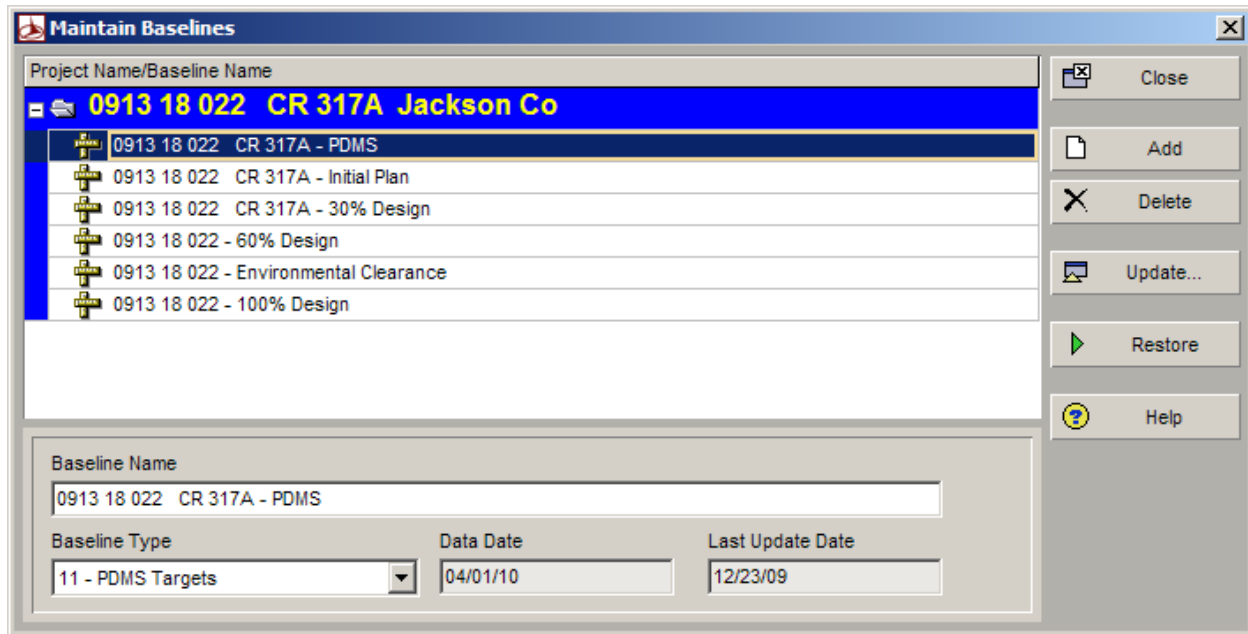 Maintain Baselines
Project Name/Baseline Name
0913 18 022 CR 317A Jackson Co
0913 18 022 CR 317A - PDMS
0913 18 022 CR 317A - Initial Plan
0913 18 022 CR 317A - 30% Design
0913 18 022 - 60% Design
0913 18 022 - Environmental Clearance
0913 18 022 - 100% Design
Close
Add
Delete
Update...
Restore
Help
Baseline Name
0913 18 022 CR 317A - PDMS
Baseline Type Data Date Last Update Date
11 - PDMS Targets 04/01/10 12/23/09